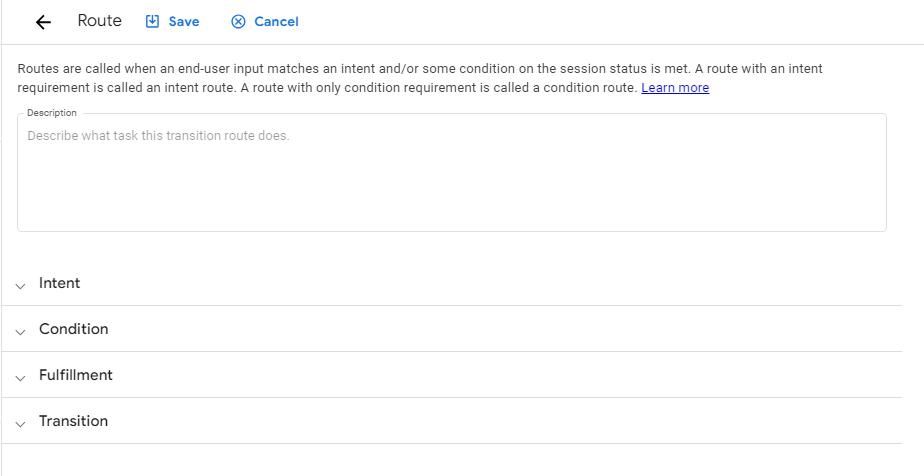 Route Save Cancel
Routes are called when an end-user input matches an intent and/or some condition on the session status is met. A route with an intent
requirement is called an intent route. A route with only condition requirement is called a condition route. Learn more
Description
Describe what task this transition route does.
Intent
Condition
Fulfillment
Transition